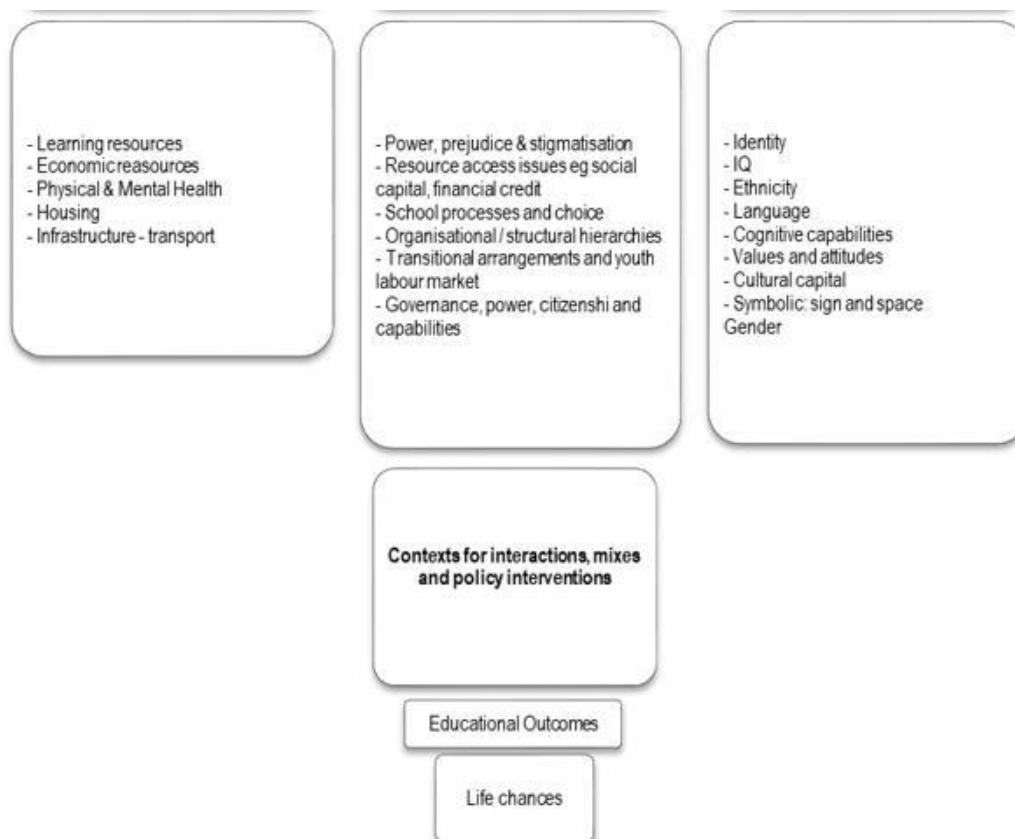 - Learning resources
- Economic reasources
- Physical & Mental Health
- Housing
- Infrastructure - transport
- Power, prejudice & stigmatisation
- Resource access issues eg social
capital, financial credit
- School processes and choice
- Organisational / structural hierarchies
- Transitional arrangements and youth
labour market
- Governance, power, citizenshi and
capabilities
- Identity
- IQ
- Ethnicity
- Language
- Cognitive capabilities
- Values and attitudes
- Cultural capital
- Symbolic: sign and space
Gender
Contexts for interactions, mixes
and policy interventions
Educational Outcomes
Life chances